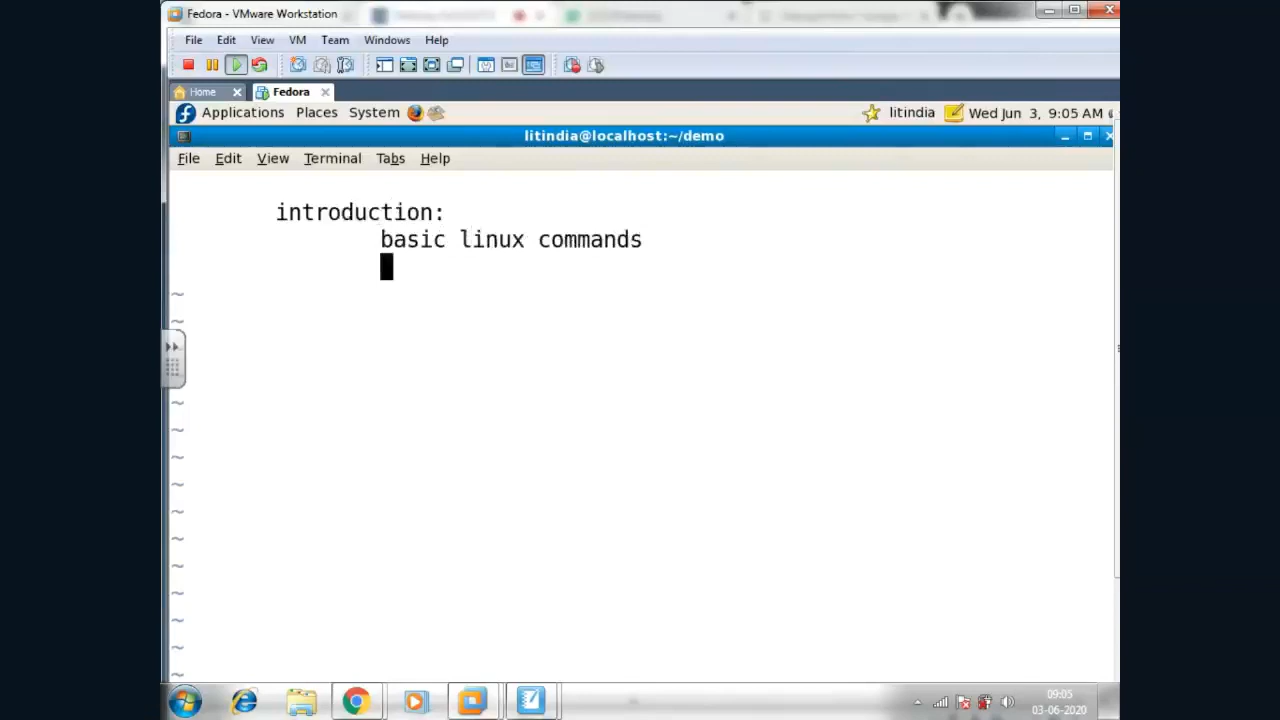 Fedora - VMware Workstation
File Edit View VM Team Windows Help
Home Fedora
Applications Places System litindia Wed Jun 3, 9:05 AM
litindia@localhost:~/demo
File Edit View Terminal Tabs Help
introduction:
basic linux commands
~
~
~
~
~
~
~
~
~
~
~
~
~
09:05
03-06-2020